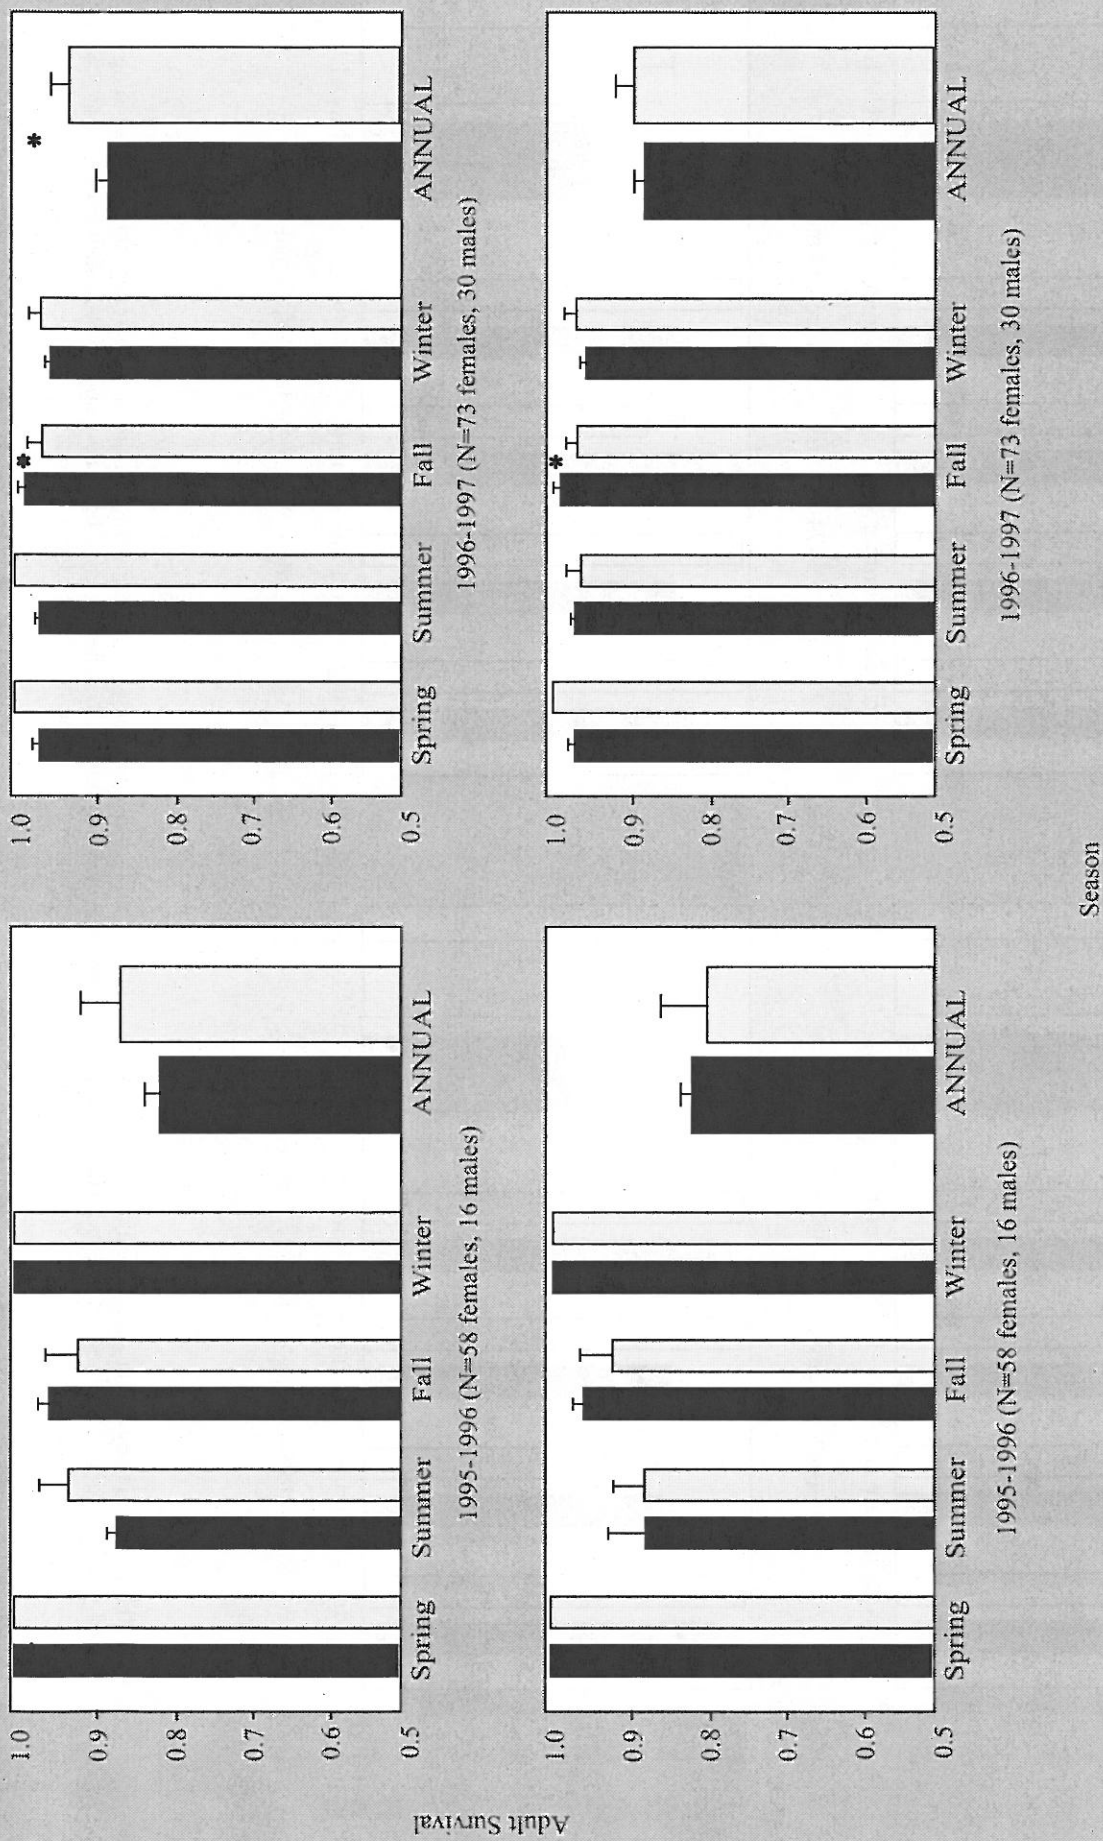 Adult Survival
1.0
0.9
0.8
0.7
0.6
0.5
Spring Summer Fall Winter ANNUAL
1995-1996 (N=58 females, 16 males)
1.0
0.9
0.8
0.7
0.6
0.5
* *
Spring Summer Fall Winter ANNUAL
1996-1997 (N=73 females, 30 males)
1.0
0.9
0.8
0.7
0.6
0.5
Spring Summer Fall Winter ANNUAL
1995-1996 (N=58 females, 16 males)
1.0
0.9
0.8
0.7
0.6
0.5
*
Spring Summer Fall Winter ANNUAL
1996-1997 (N=73 females, 30 males)
Season